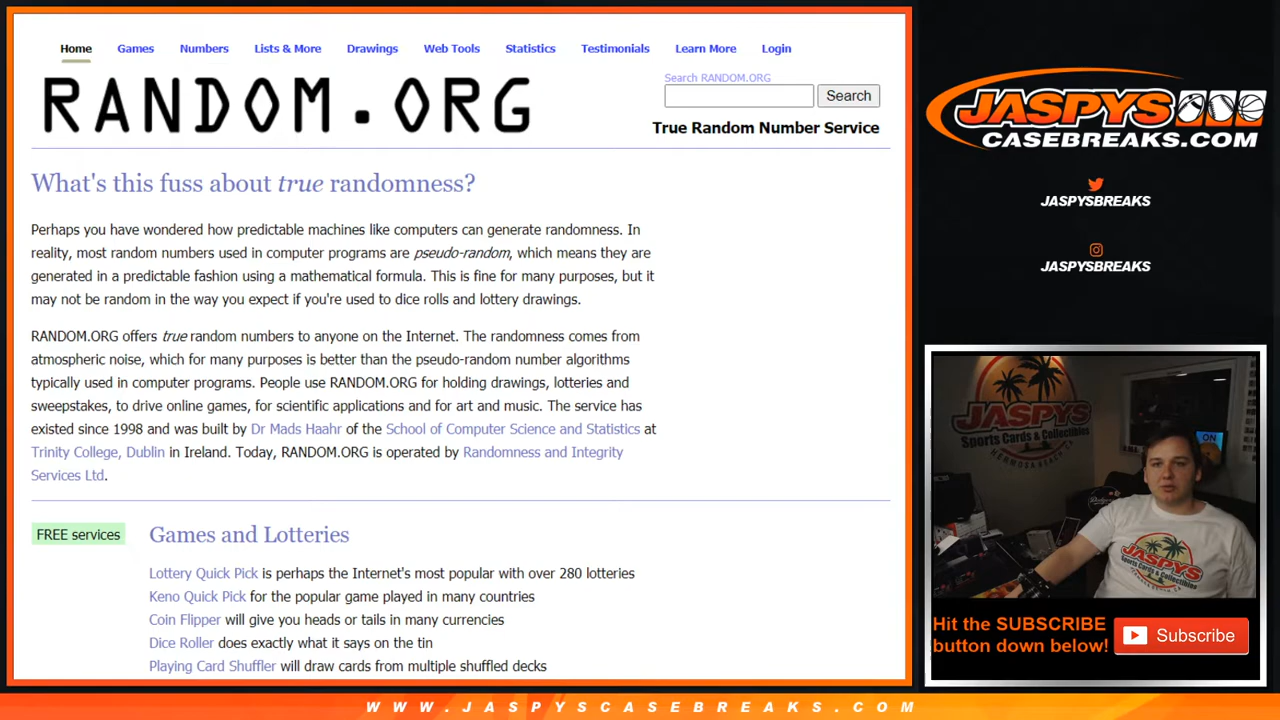 Home Games Numbers Lists & More Drawings Web Tools Statistics Testimonials Learn More Login
RANDOM.ORG
Search RANDOM.ORG
Search
True Random Number Service
What's this fuss about true randomness?
Perhaps you have wondered how predictable machines like computers can generate randomness. In
reality, most random numbers used in computer programs are pseudo-random, which means they are
generated in a predictable fashion using a mathematical formula. This is fine for many purposes, but it
may not be random in the way you expect if you're used to dice rolls and lottery drawings.
RANDOM.ORG offers true random numbers to anyone on the Internet. The randomness comes from
atmospheric noise, which for many purposes is better than the pseudo-random number algorithms
typically used in computer programs. People use RANDOM.ORG for holding drawings, lotteries and
sweepstakes, to drive online games, for scientific applications and for art and music. The service has
existed since 1998 and was built by Dr Mads Haahr of the School of Computer Science and Statistics at
Trinity College, Dublin in Ireland. Today, RANDOM.ORG is operated by Randomness and Integrity
Services Ltd.
FREE services
Games and Lotteries
Lottery Quick Pick is perhaps the Internet's most popular with over 280 lotteries
Keno Quick Pick for the popular game played in many countries
Coin Flipper will give you heads or tails in many currencies
Dice Roller does exactly what it says on the tin
Playing Card Shuffler will draw cards from multiple shuffled decks
JASPYS
CASEBREAKS.COM
JASPYSBREAKS
JASPYSBREAKS
JASPYS
Sports Cards & Collectibles
HERMOSA BEACH CA
ON
JASPYS
Sports Cards & Collectibles
Hit the SUBSCRIBE
button down below!
Subscribe
WWW.JASPYSCASEBREAKS.COM